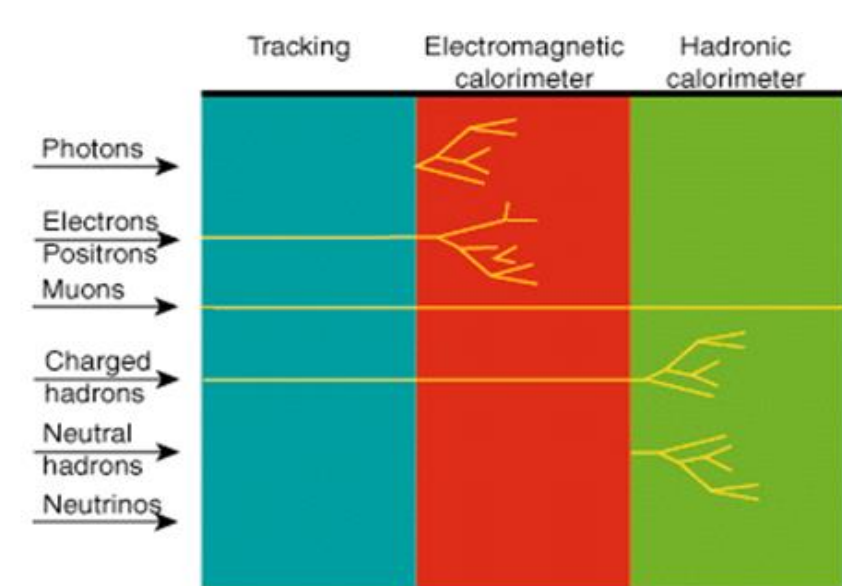 Tracking
Electromagnetic
calorimeter
Hadronic
calorimeter
Photons
Electrons
Positrons
Muons
Charged
hadrons
Neutral
hadrons
Neutrinos